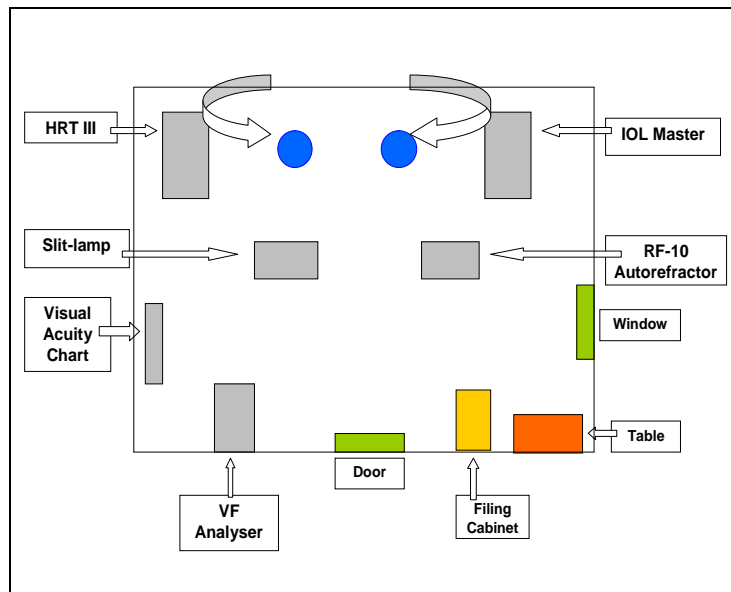 HRT III
IOL Master
Slit-lamp
RF-10
Autorefractor
Visual
Acuity
Chart
Window
Table
Door
VF
Analyser
Filing
Cabinet